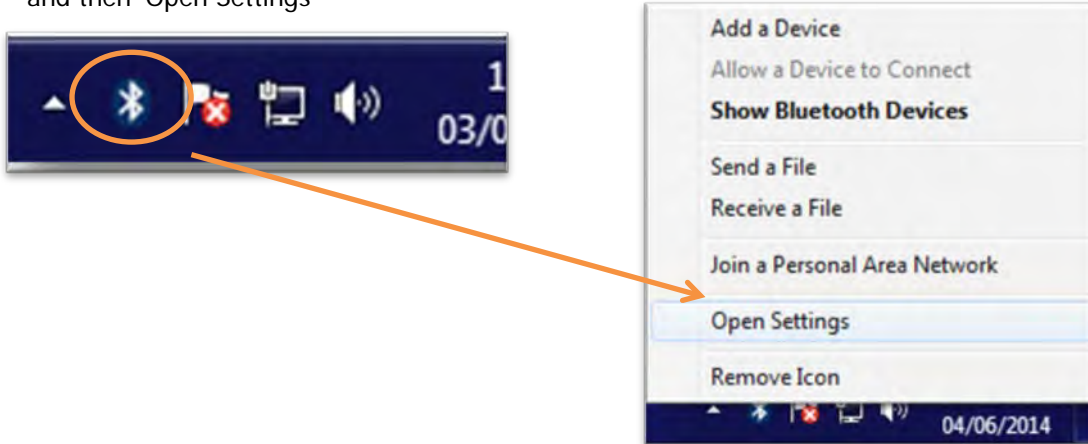 and then Open Settings
1
03/0
Add a Device
Allow a Device to Connect
Show Bluetooth Devices
Send a File
Receive a File
Join a Personal Area Network
Open Settings
Remove Icon
04/06/2014